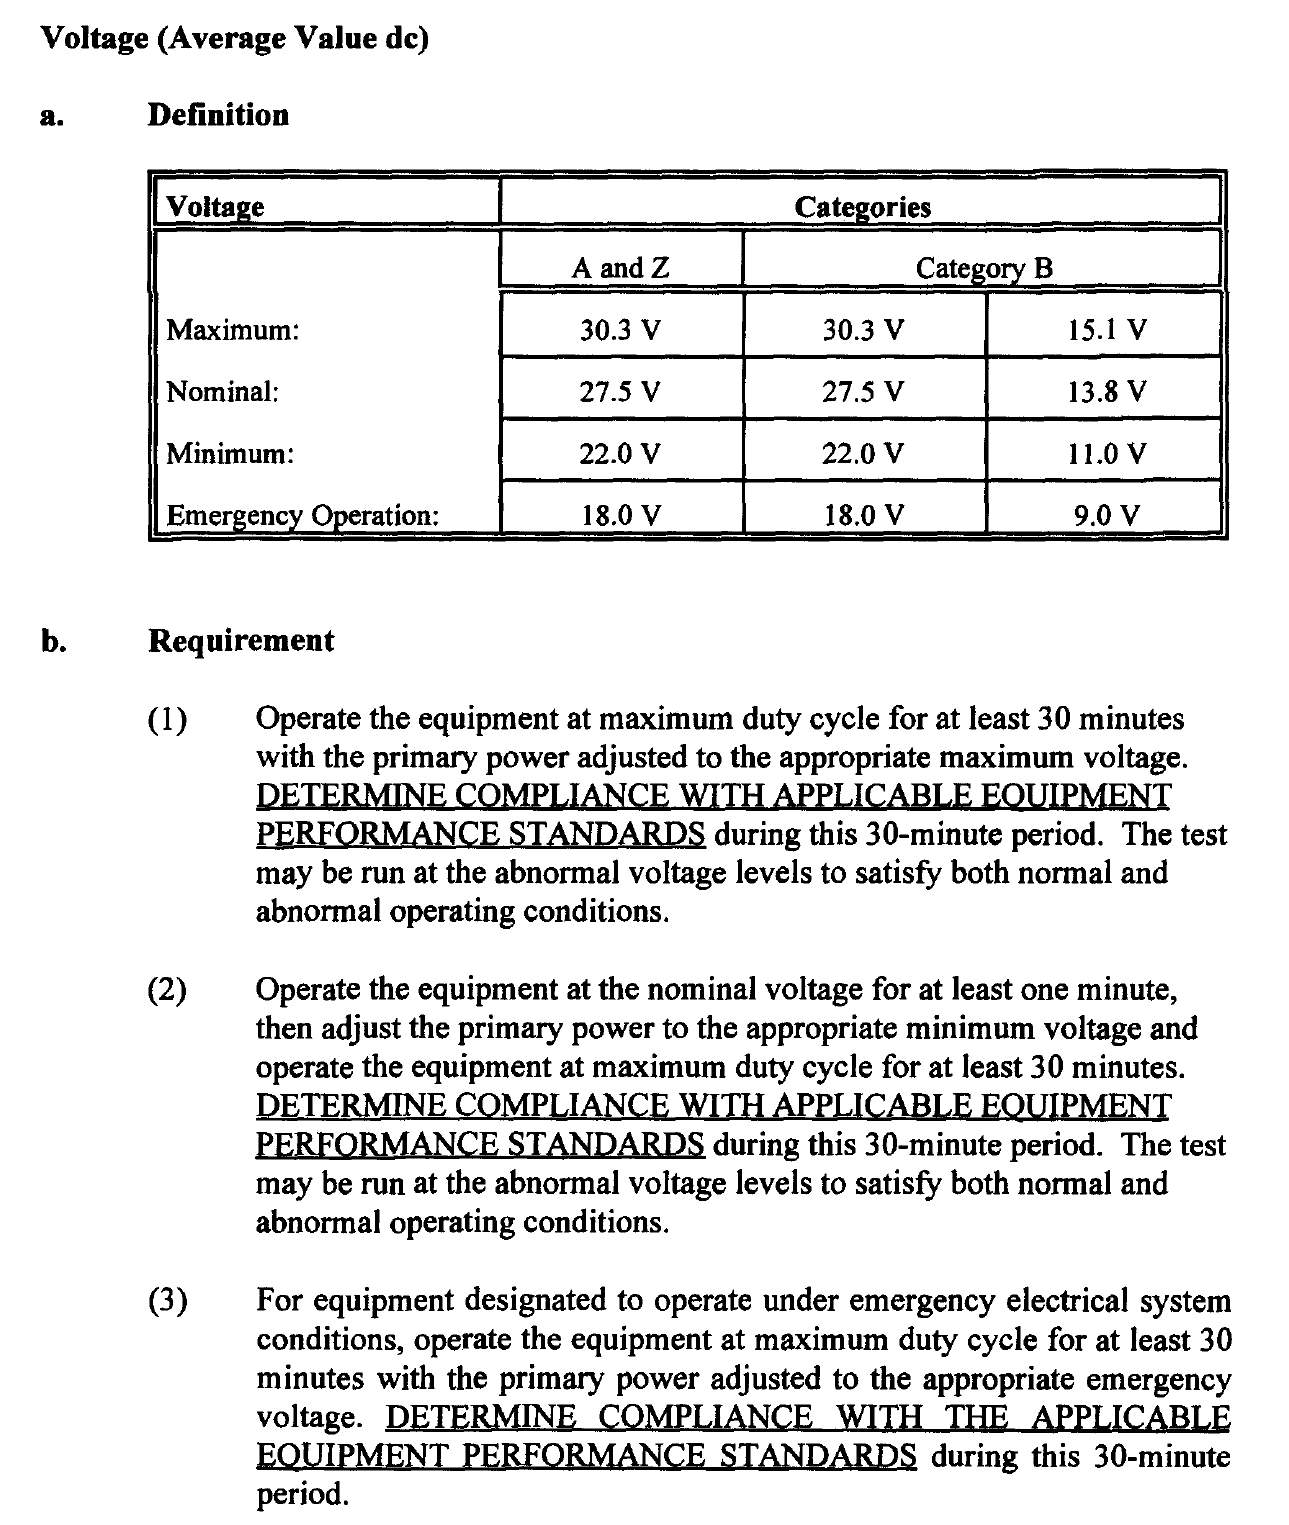 Voltage (Average Value dc)
a. Definition
Voltage Categories
A and Z Category B
Maximum: 30.3 V 30.3 V 15.1 V
Nominal: 27.5 V 27.5 V 13.8 V
Minimum: 22.0 V 22.0 V 11.0 V
Emergency Operation: 18.0 V 18.0 V 9.0 V
b. Requirement
(1) Operate the equipment at maximum duty cycle for at least 30 minutes
with the primary power adjusted to the appropriate maximum voltage.
DETERMINE COMPLIANCE WITH APPLICABLE EQUIPMENT
PERFORMANCE STANDARDS during this 30-minute period. The test
may be run at the abnormal voltage levels to satisfy both normal and
abnormal operating conditions.
(2) Operate the equipment at the nominal voltage for at least one minute,
then adjust the primary power to the appropriate minimum voltage and
operate the equipment at maximum duty cycle for at least 30 minutes.
DETERMINE COMPLIANCE WITH APPLICABLE EQUIPMENT
PERFORMANCE STANDARDS during this 30-minute period. The test
may be run at the abnormal voltage levels to satisfy both normal and
abnormal operating conditions.
(3) For equipment designated to operate under emergency electrical system
conditions, operate the equipment at maximum duty cycle for at least 30
minutes with the primary power adjusted to the appropriate emergency
voltage. DETERMINE COMPLIANCE WITH THE APPLICABLE
EQUIPMENT PERFORMANCE STANDARDS during this 30-minute
period.